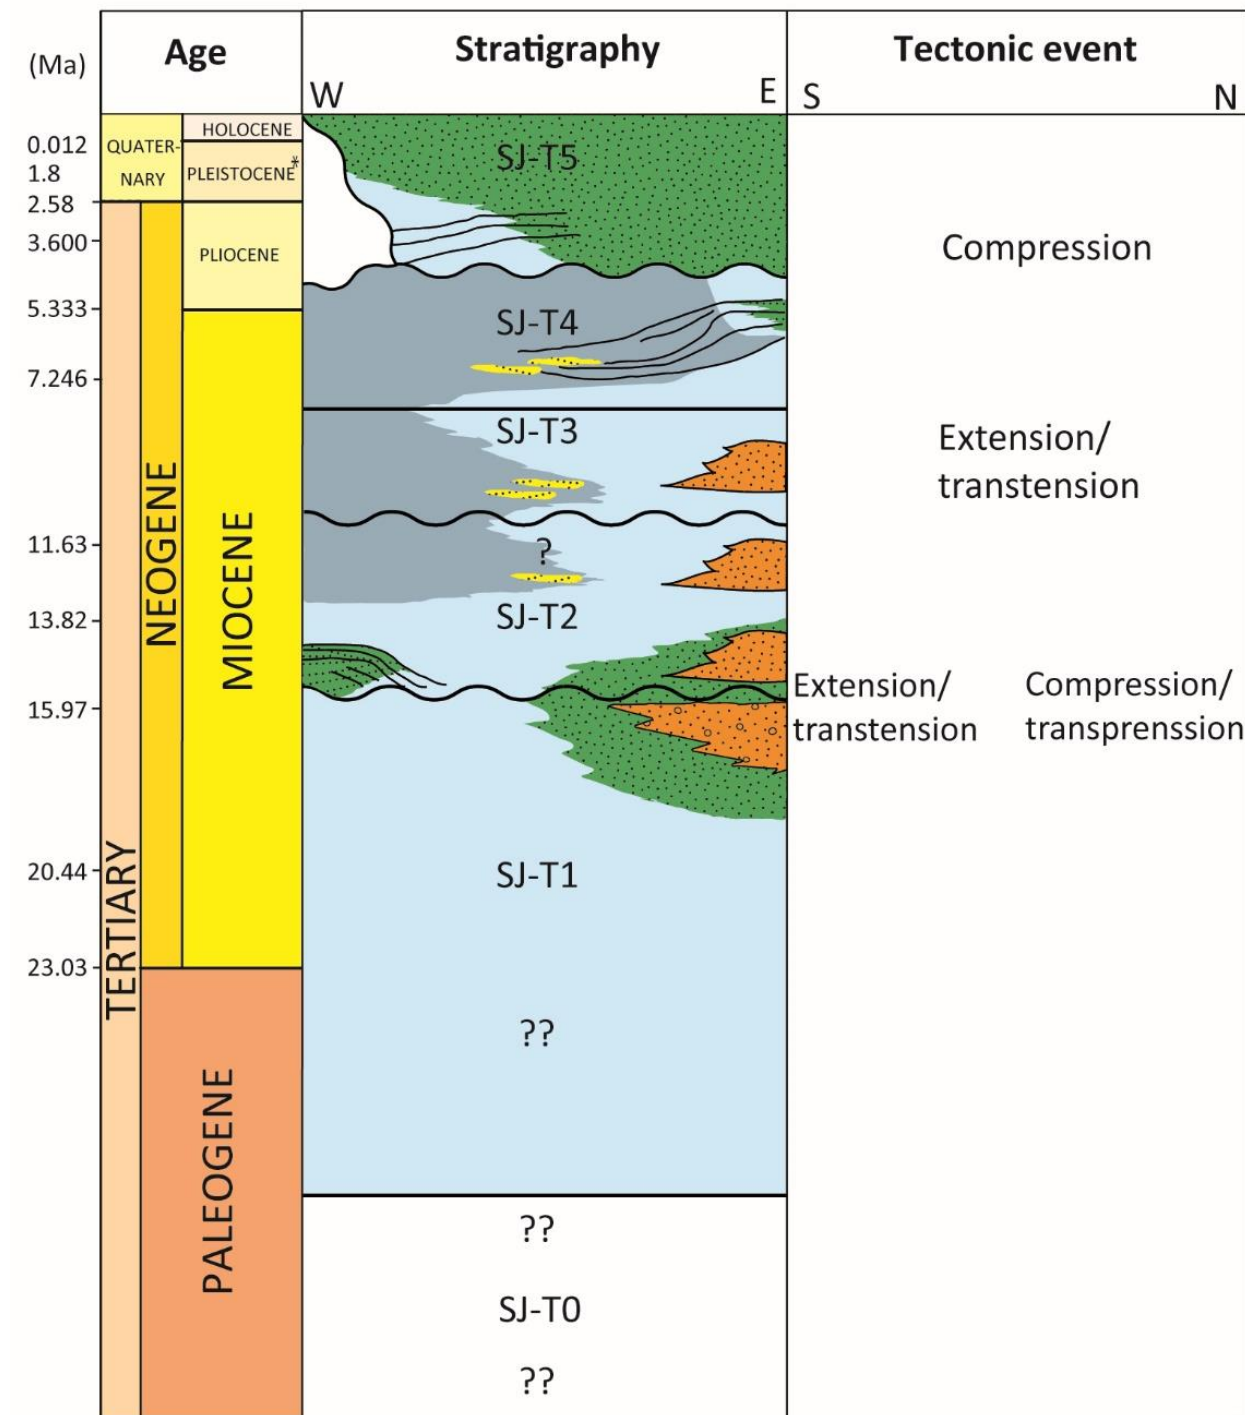 (Ma)
Age
Stratigraphy
Tectonic event
W
E
S
N
HOLOCENE
0.012
QUATER-
NARY
PLEISTOCENE*
1.8
2.58
3.600
PLIOCENE
5.333
7.246
11.63
13.82
15.97
20.44
23.03
TERTIARY
NEOGENE
MIOCENE
PALEOGENE
SJ-T5
SJ-T4
SJ-T3
?
SJ-T2
SJ-T1
??
??
SJ-T0
??
Compression
Extension/
transtension
Extension/
transtension
Compression/
transprenssion